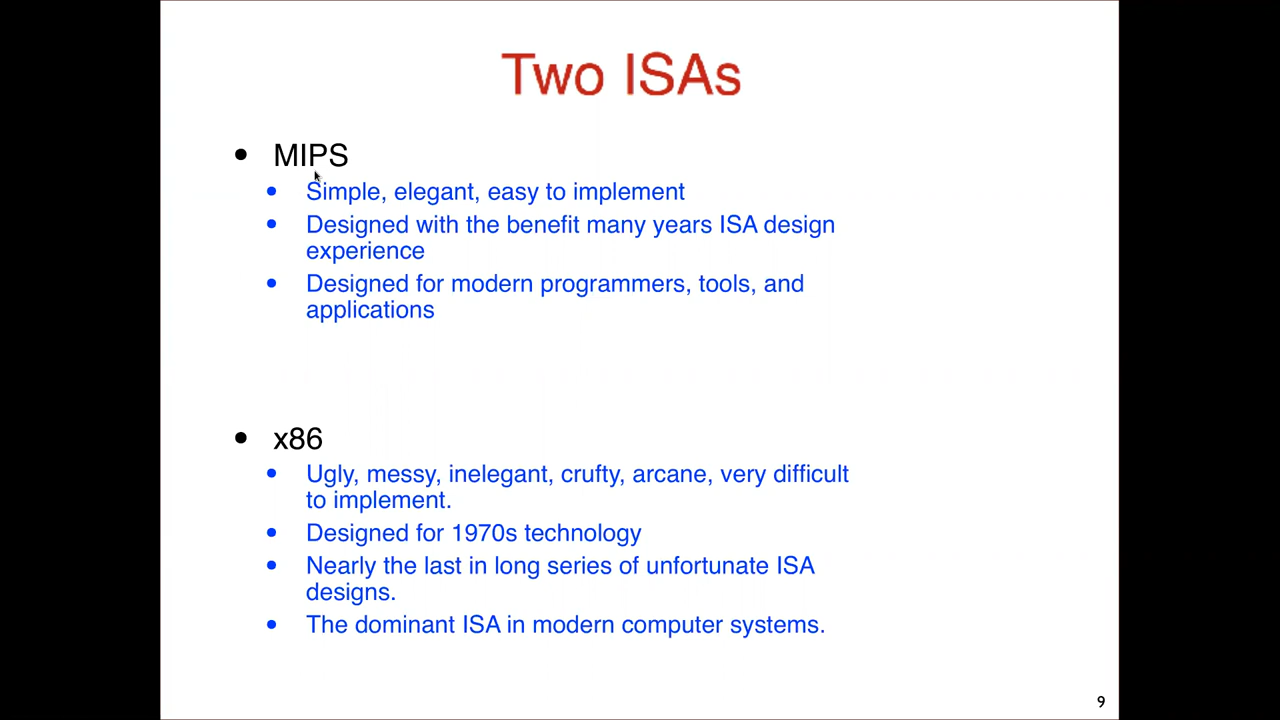 Two ISAs
• MIPS
• Simple, elegant, easy to implement
• Designed with the benefit many years ISA design
experience
• Designed for modern programmers, tools, and
applications
• x86
• Ugly, messy, inelegant, crufty, arcane, very difficult
to implement.
• Designed for 1970s technology
• Nearly the last in long series of unfortunate ISA
designs.
• The dominant ISA in modern computer systems.
9